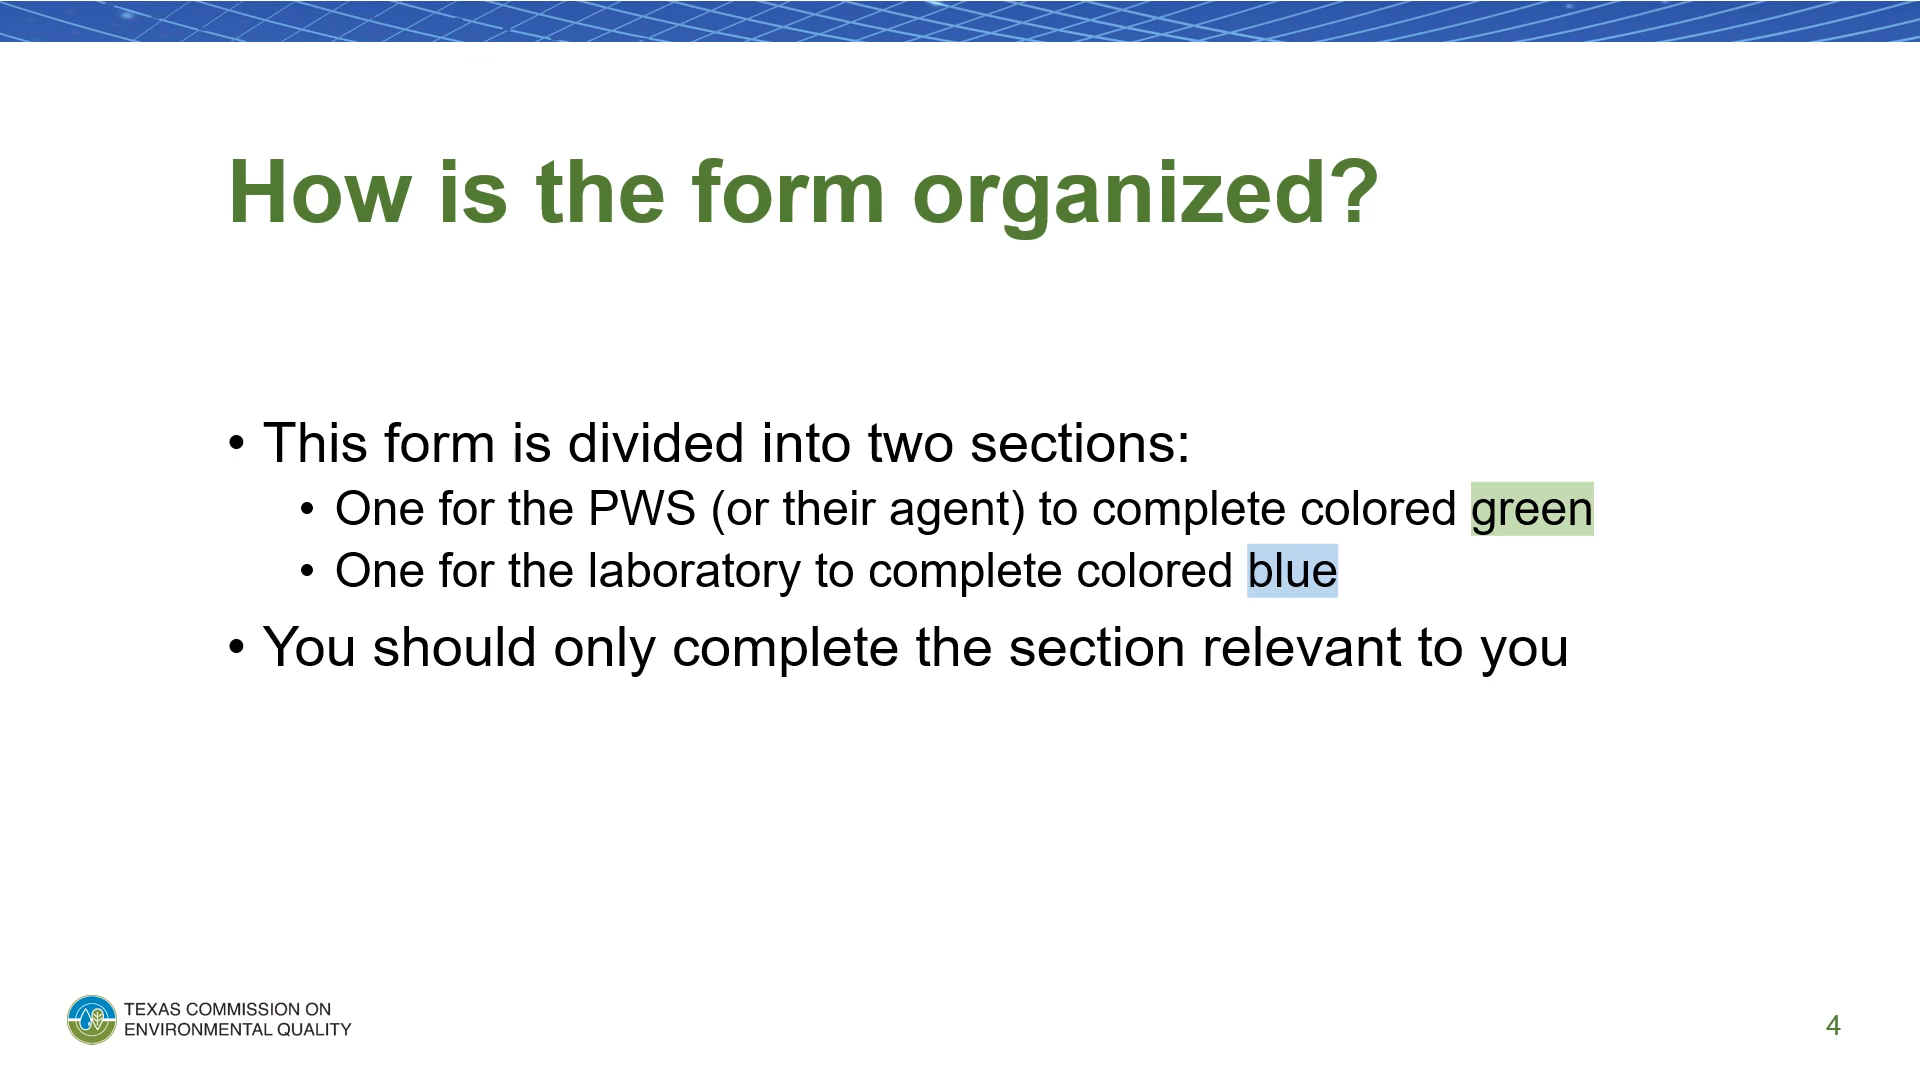 How is the form organized?
• This form is divided into two sections:
• One for the PWS (or their agent) to complete colored green
• One for the laboratory to complete colored blue
• You should only complete the section relevant to you
TEXAS COMMISSION ON
ENVIRONMENTAL QUALITY
4